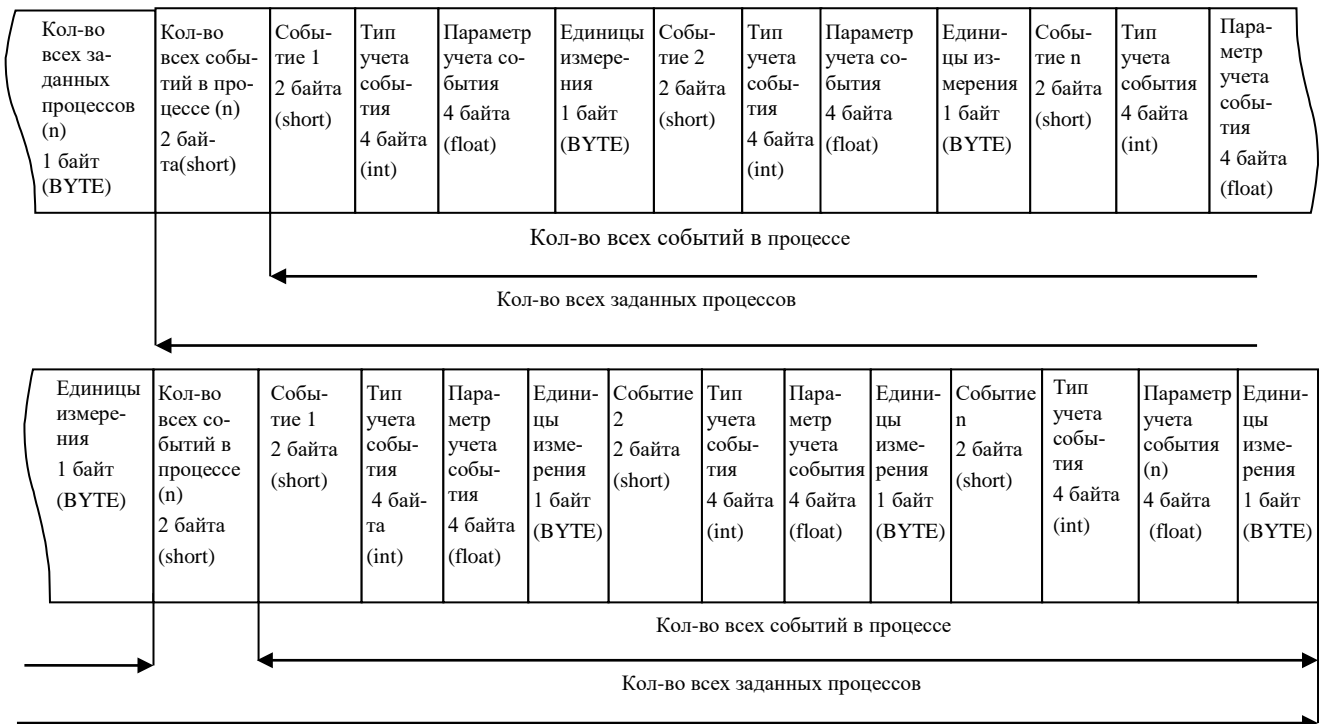 Кол-во
всех за-
данных
процессов
(n)
1 байт
(BYTE)
Кол-во
всех собы-
тий в про-
цессе (n)
2 бай-
та(short)
Собы-
тие 1
2 байта
(short)
Тип
учета
собы-
тия
4 байта
(int)
Параметр
учета со-
бытия
4 байта
(float)
Единицы
измере-
ния
1 байт
(BYTE)
Собы-
тие 2
2 байта
(short)
Тип
учета
собы-
тия
4 байта
(int)
Параметр
учета со-
бытия
4 байта
(float)
Едини-
цы из-
мерения
1 байт
(BYTE)
Собы-
тие n
2 байта
(short)
Тип
учета
события
4 байта
(int)
Пара-
метр
учета
собы-
тия
4 байта
(float)
Кол-во всех событий в процессе
Кол-во всех заданных процессов
Единицы
измере-
ния
1 байт
(BYTE)
Кол-во
всех со-
бытий в
процессе
(n)
2 байта
(short)
Собы-
тие 1
2 байта
(short)
Тип
учета
собы-
тия
4 бай-
та
(int)
Пара-
метр
учета
собы-
тия
4 байта
(float)
Едини-
цы
изме-
рения
1 байт
(BYTE)
Событие
2
2 байта
(short)
Тип
учета
собы-
тия
4 байта
(int)
Пара-
метр
учета
события
4 байта
(float)
Едини-
цы
изме-
рения
1 байт
(BYTE)
Событие
n
2 байта
(short)
Тип
учета
собы-
тия
4 байта
(int)
Параметр
учета
события
(n)
4 байта
(float)
Едини-
цы
изме-
рения
1 байт
(BYTE)
Кол-во всех событий в процессе
Кол-во всех заданных процессов